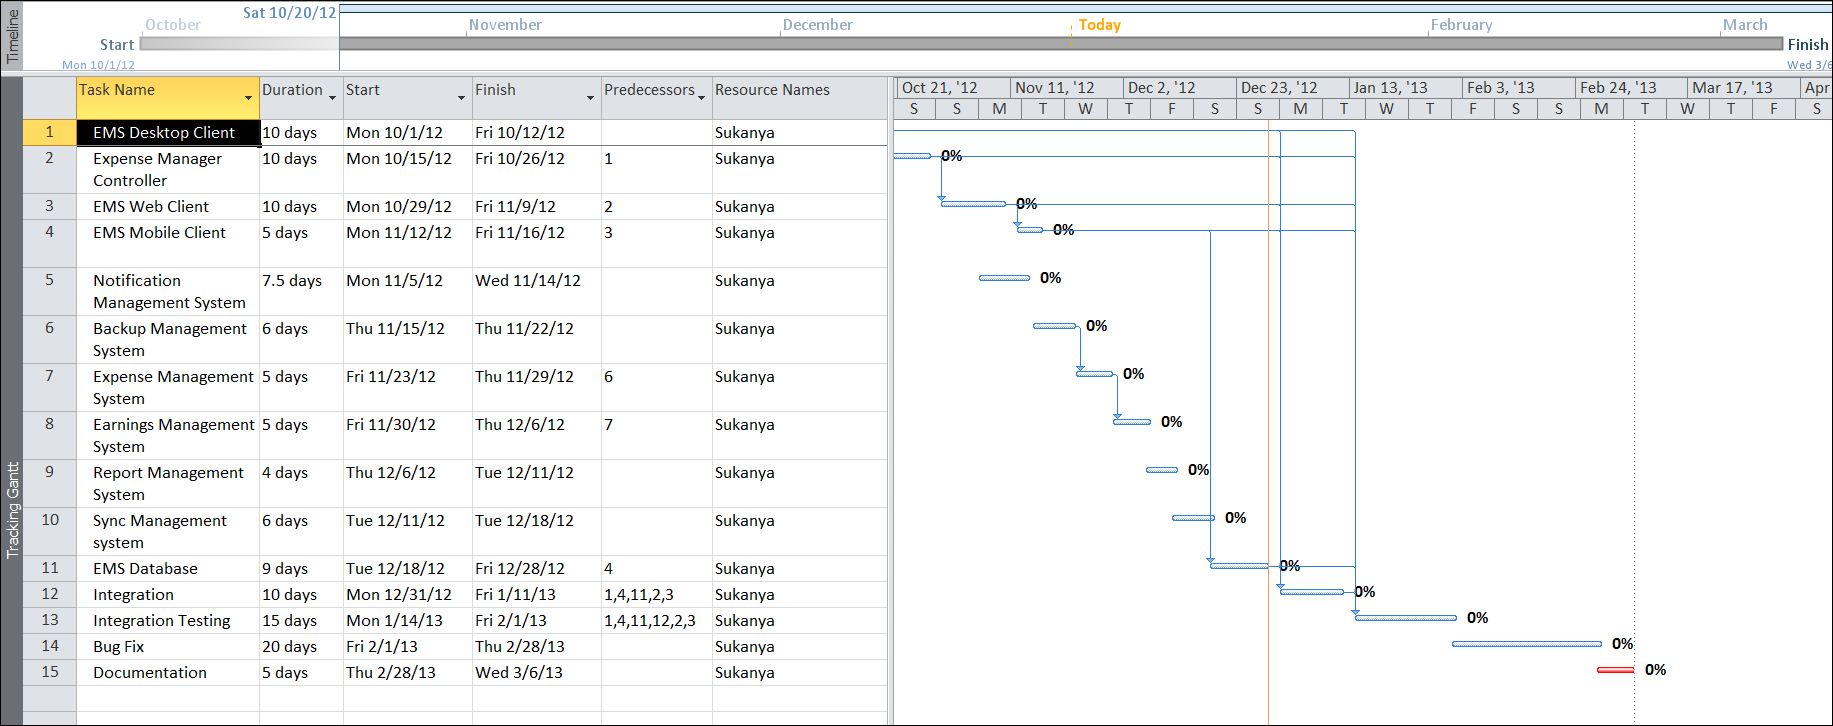 Timeline
Sat 10/20/12
October November December Today February March
Start Finish
Mon 10/1/12 Wed 3/6
Tracking Gantt
Task Name Duration Start Finish Predecessors Resource Names
Oct 21, '12 Nov 11, '12 Dec 2, '12 Dec 23, '12 Jan 13, '13 Feb 3, '13 Feb 24, '13 Mar 17, '13 Apr
S S M T W T F S S M T W T F S S M T W T F S
1 EMS Desktop Client 10 days Mon 10/1/12 Fri 10/12/12 Sukanya
2 Expense Manager 10 days Mon 10/15/12 Fri 10/26/12 1 Sukanya 0%
Controller
3 EMS Web Client 10 days Mon 10/29/12 Fri 11/9/12 2 Sukanya 0%
4 EMS Mobile Client 5 days Mon 11/12/12 Fri 11/16/12 3 Sukanya 0%
5 Notification 7.5 days Mon 11/5/12 Wed 11/14/12 Sukanya 0%
Management System
6 Backup Management 6 days Thu 11/15/12 Thu 11/22/12 Sukanya 0%
System
7 Expense Management 5 days Fri 11/23/12 Thu 11/29/12 6 Sukanya 0%
System
8 Earnings Management 5 days Fri 11/30/12 Thu 12/6/12 7 Sukanya 0%
System
9 Report Management 4 days Thu 12/6/12 Tue 12/11/12 Sukanya 0%
System
10 Sync Management 6 days Tue 12/11/12 Tue 12/18/12 Sukanya 0%
system
11 EMS Database 9 days Tue 12/18/12 Fri 12/28/12 4 Sukanya 0%
12 Integration 10 days Mon 12/31/12 Fri 1/11/13 1,4,11,2,3 Sukanya 0%
13 Integration Testing 15 days Mon 1/14/13 Fri 2/1/13 1,4,11,12,2,3 Sukanya 0%
14 Bug Fix 20 days Fri 2/1/13 Thu 2/28/13 Sukanya 0%
15 Documentation 5 days Thu 2/28/13 Wed 3/6/13 Sukanya 0%